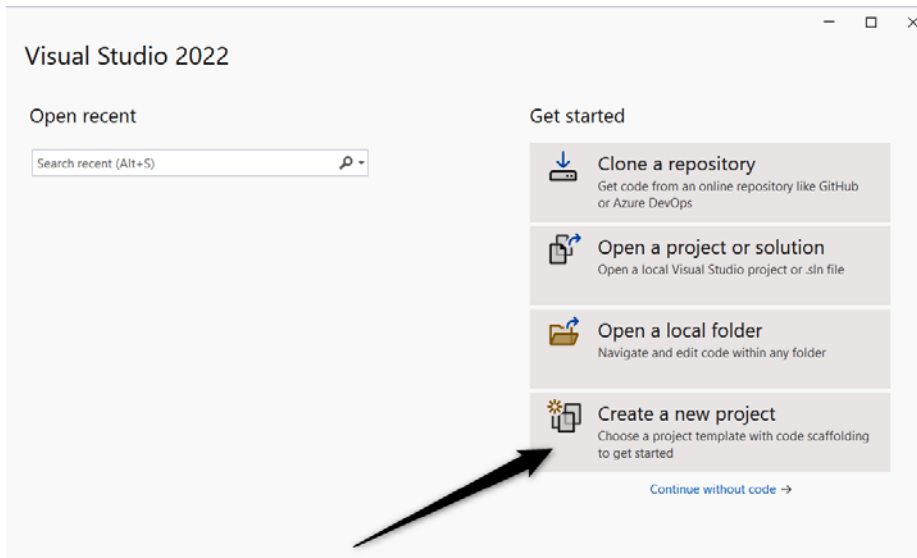 Visual Studio 2022
Open recent
Search recent (Alt+S)
Get started
Clone a repository
Get code from an online repository like GitHub
or Azure DevOps
Open a project or solution
Open a local Visual Studio project or .sln file
Open a local folder
Navigate and edit code within any folder
Create a new project
Choose a project template with code scaffolding
to get started
Continue without code →